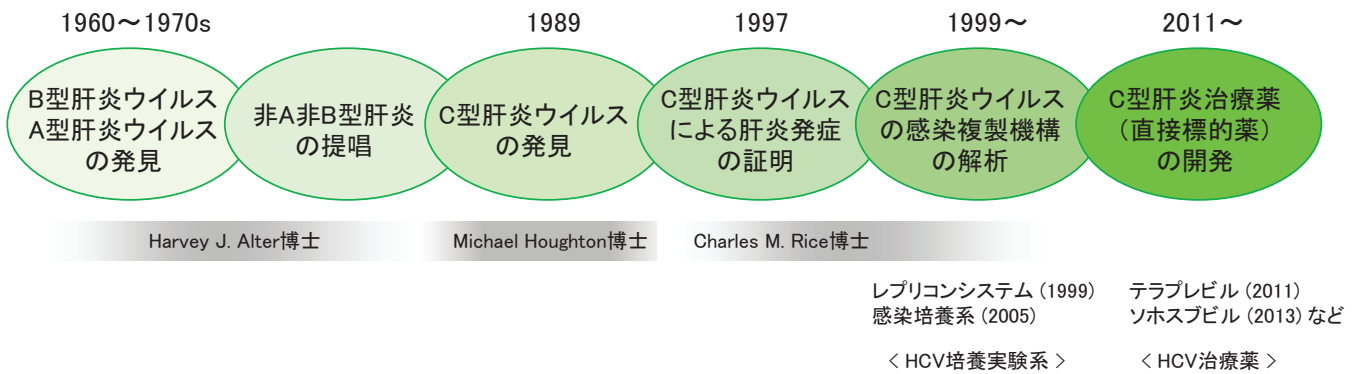 1960～1970s
1989
1997
1999～
2011～
B型肝炎ウイルス
A型肝炎ウイルス
の発見
非A非B型肝炎
の提唱
C型肝炎ウイルス
の発見
C型肝炎ウイルス
による肝炎発症
の証明
C型肝炎ウイルス
の感染複製機構
の解析
C型肝炎治療薬
（直接標的薬）
の開発
Harvey J. Alter博士
Michael Houghton博士
Charles M. Rice博士
レプリコンシステム (1999)
感染培養系 (2005)
＜HCV培養実験系＞
テラプレビル (2011)
ソホスブビル (2013) など
＜HCV治療薬＞